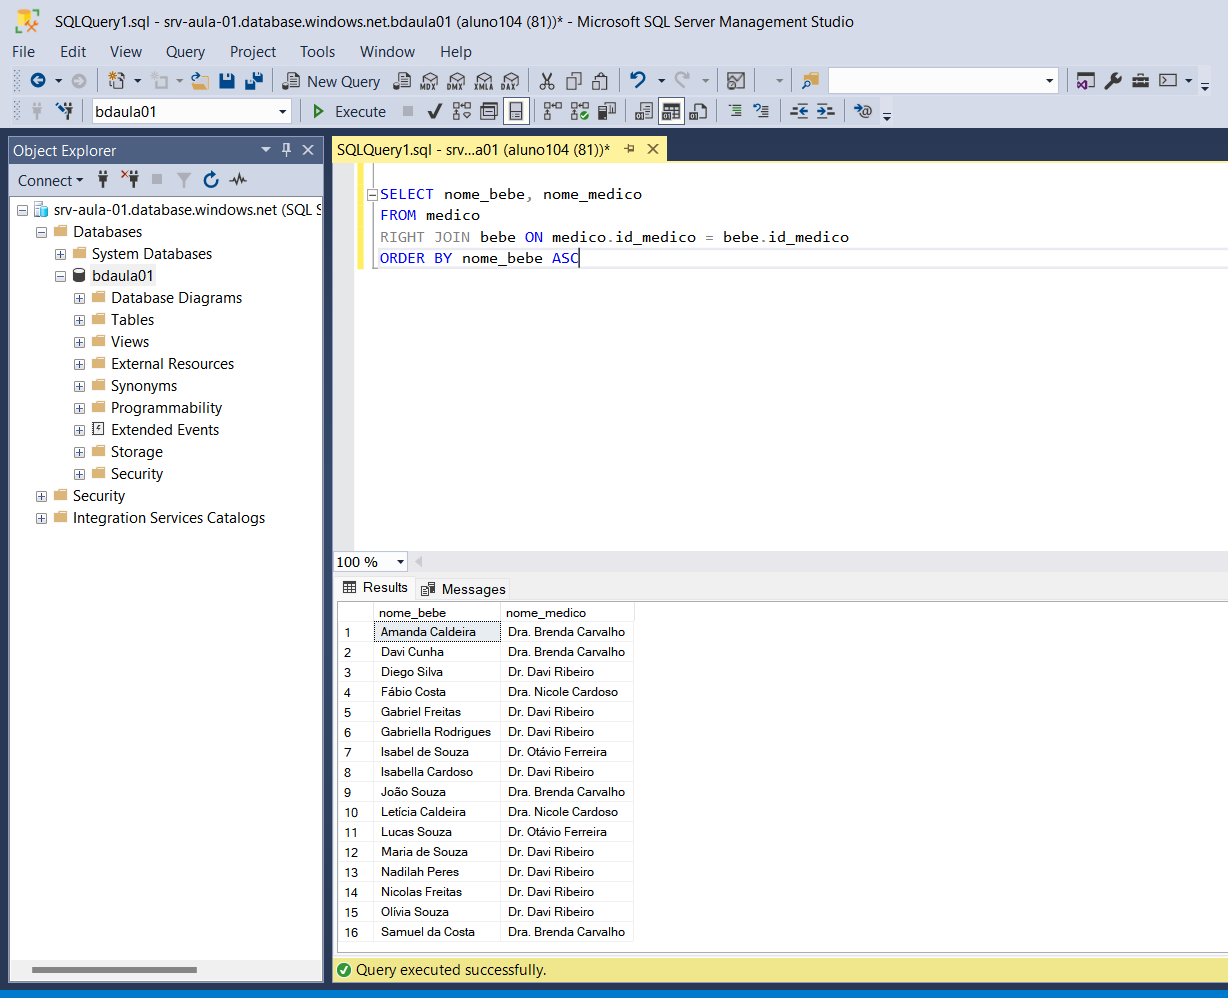 SQLQuery1.sql - srv-aula-01.database.windows.net.bdaula01 (aluno104 (81))* - Microsoft SQL Server Management Studio
File Edit View Query Project Tools Window Help
New Query MDX DMX XMLA DAX
bdaula01 Execute
Object Explorer
Connect
srv-aula-01.database.windows.net (SQL S
Databases
System Databases
bdaula01
Database Diagrams
Tables
Views
External Resources
Synonyms
Programmability
Extended Events
Storage
Security
Security
Integration Services Catalogs
SQLQuery1.sql - srv...a01 (aluno104 (81))*
SELECT nome_bebe, nome_medico
FROM medico
RIGHT JOIN bebe ON medico.id_medico = bebe.id_medico
ORDER BY nome_bebe ASC
100 %
Results Messages
nome_bebe nome_medico
1 Amanda Caldeira Dra. Brenda Carvalho
2 Davi Cunha Dra. Brenda Carvalho
3 Diego Silva Dr. Davi Ribeiro
4 Fábio Costa Dra. Nicole Cardoso
5 Gabriel Freitas Dr. Davi Ribeiro
6 Gabriella Rodrigues Dr. Davi Ribeiro
7 Isabel de Souza Dr. Otávio Ferreira
8 Isabella Cardoso Dr. Davi Ribeiro
9 João Souza Dra. Brenda Carvalho
10 Letícia Caldeira Dra. Nicole Cardoso
11 Lucas Souza Dr. Otávio Ferreira
12 Maria de Souza Dr. Davi Ribeiro
13 Nadilah Peres Dr. Davi Ribeiro
14 Nicolas Freitas Dr. Davi Ribeiro
15 Olívia Souza Dr. Davi Ribeiro
16 Samuel da Costa Dra. Brenda Carvalho
Query executed successfully.